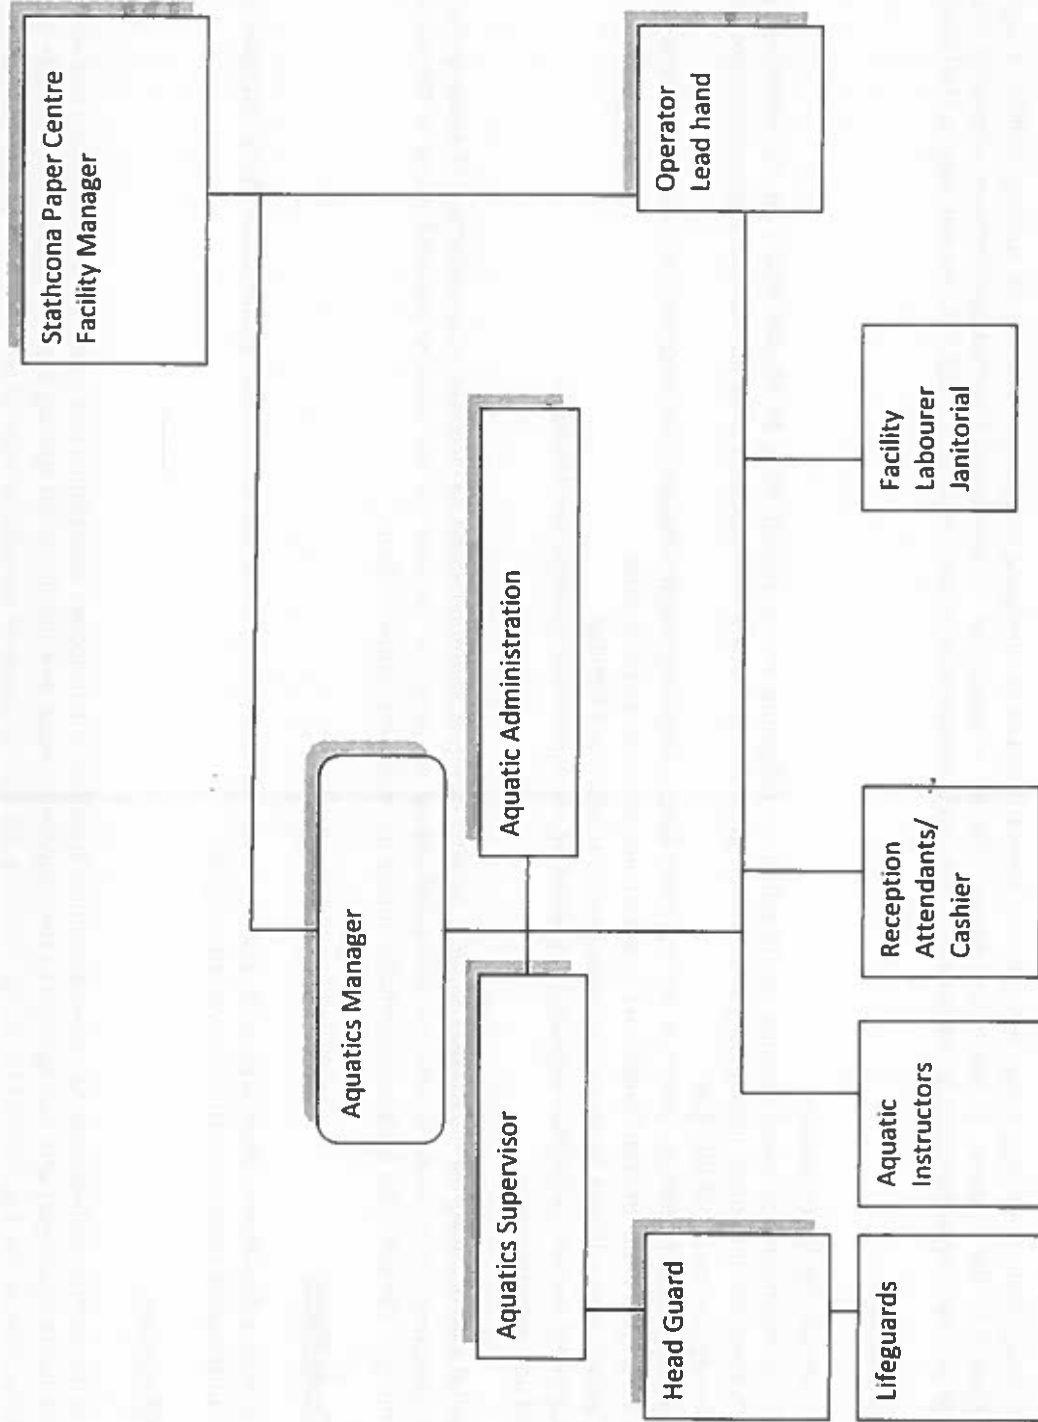 Stathcona Paper Centre
Facility Manager
Aquatics Manager
Aquatics Supervisor
Aquatic Administration
Head Guard
Operator
Lead hand
Lifeguards
Aquatic
Instructors
Reception
Attendants/
Cashier
Facility
Labourer
Janitorial